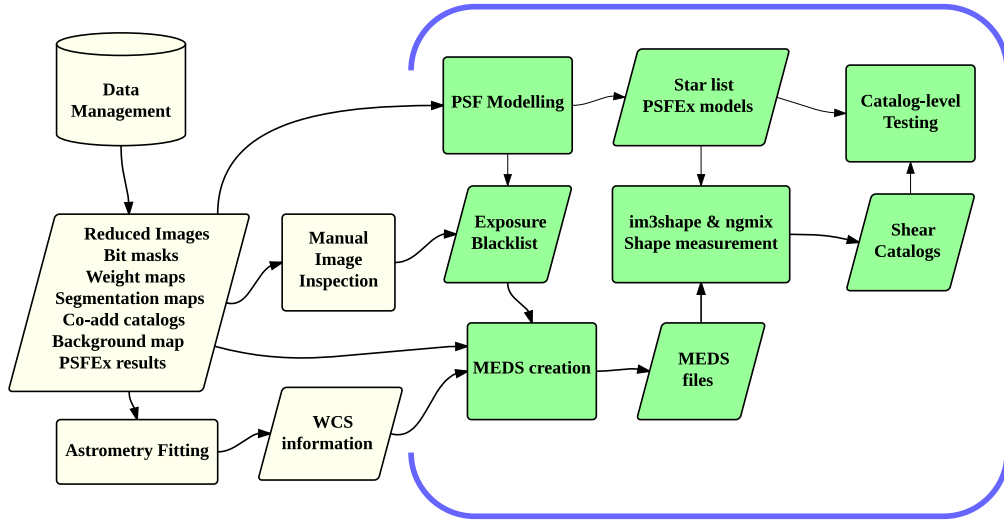 Data
Management
Reduced Images
Bit masks
Weight maps
Segmentation maps
Co-add catalogs
Background map
PSFEx results
Astrometry Fitting
Manual
Image
Inspection
WCS
information
PSF Modelling
Exposure
Blacklist
MEDS creation
Star list
PSFEx models
im3shape & ngmix
Shape measurement
MEDS
files
Catalog-level
Testing
Shear
Catalogs